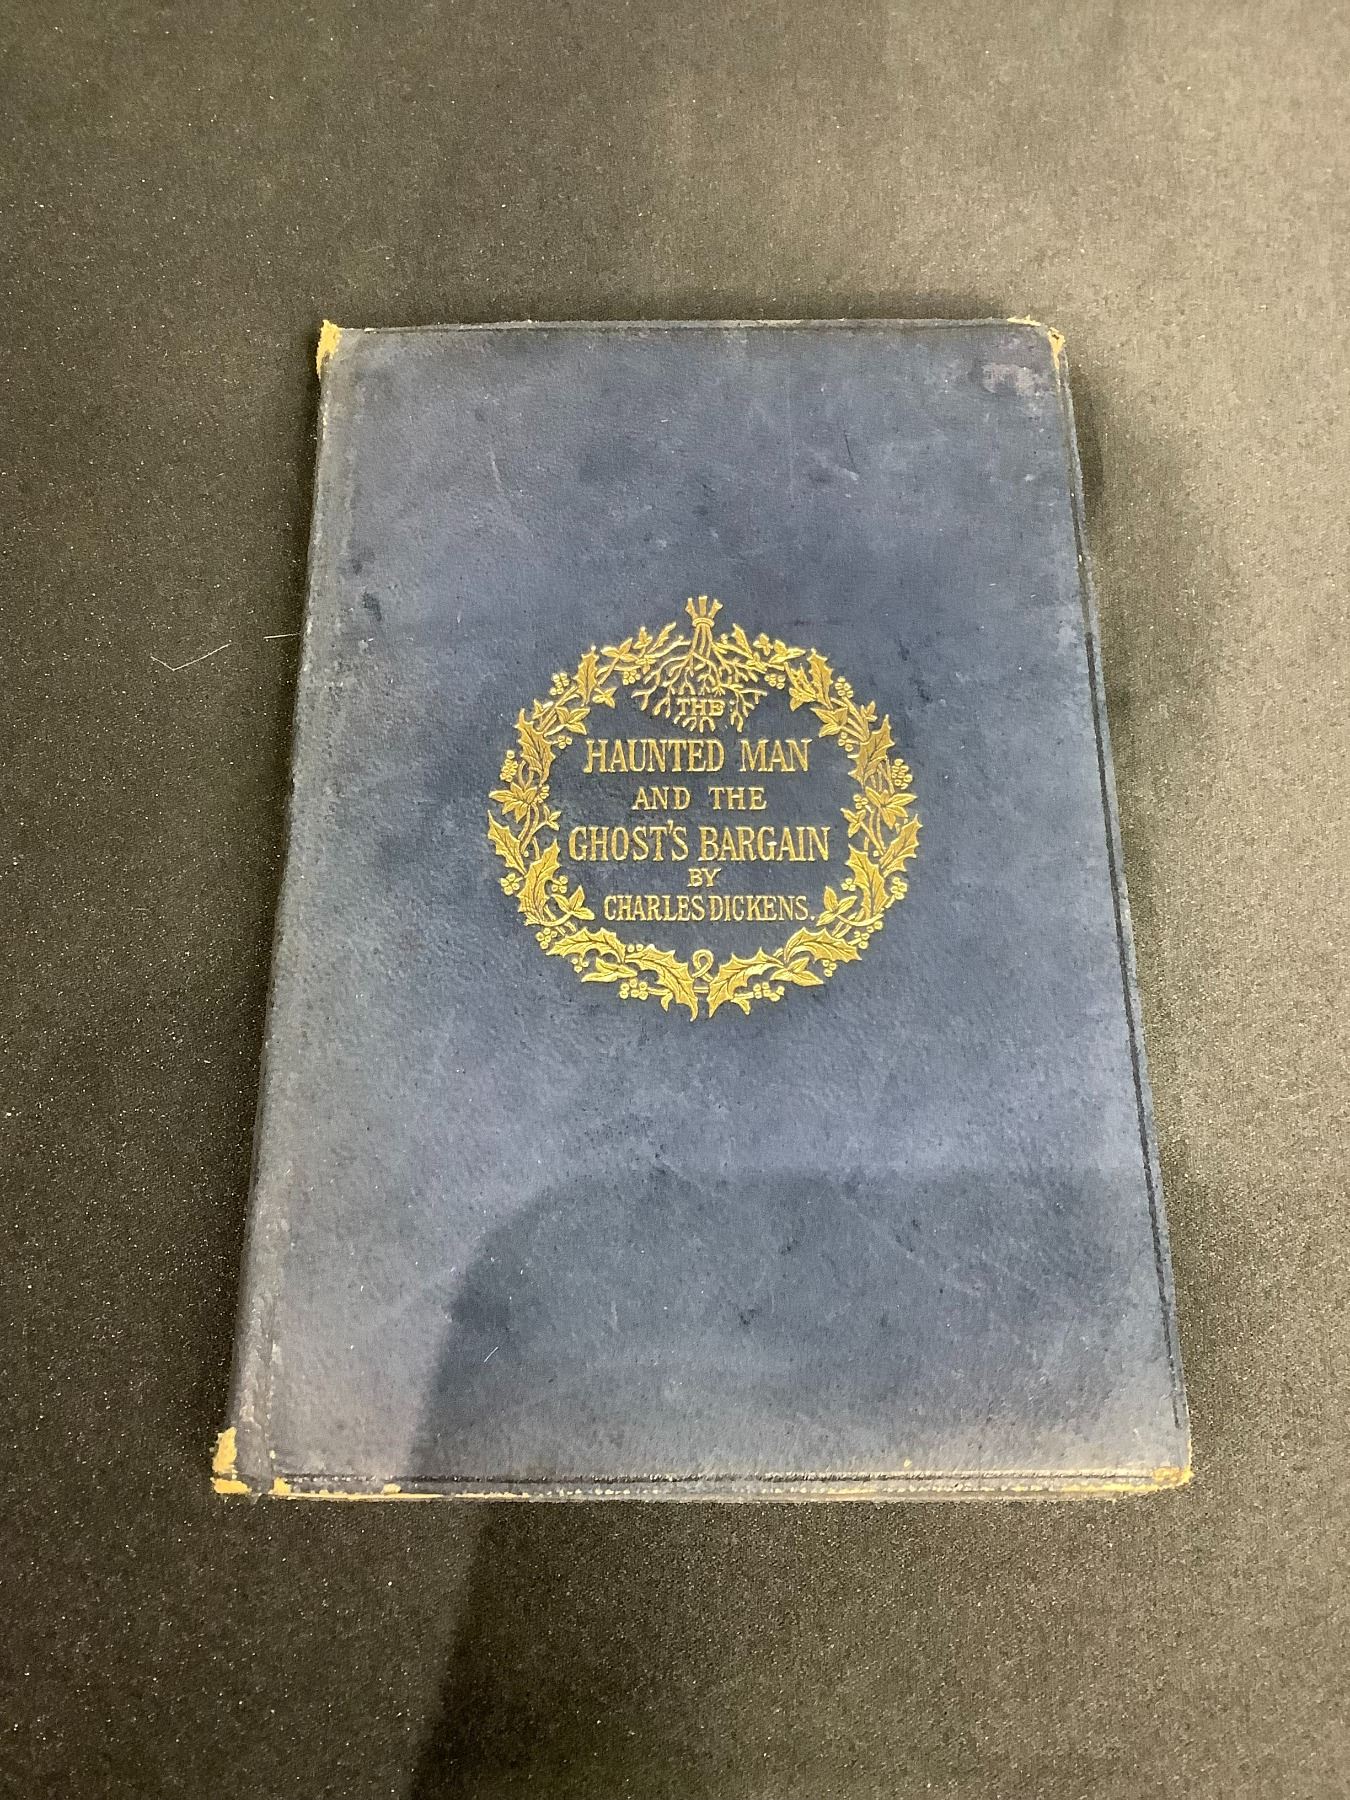 THE
HAUNTED MAN
AND THE
GHOST'S BARGAIN
BY
CHARLES DICKENS.